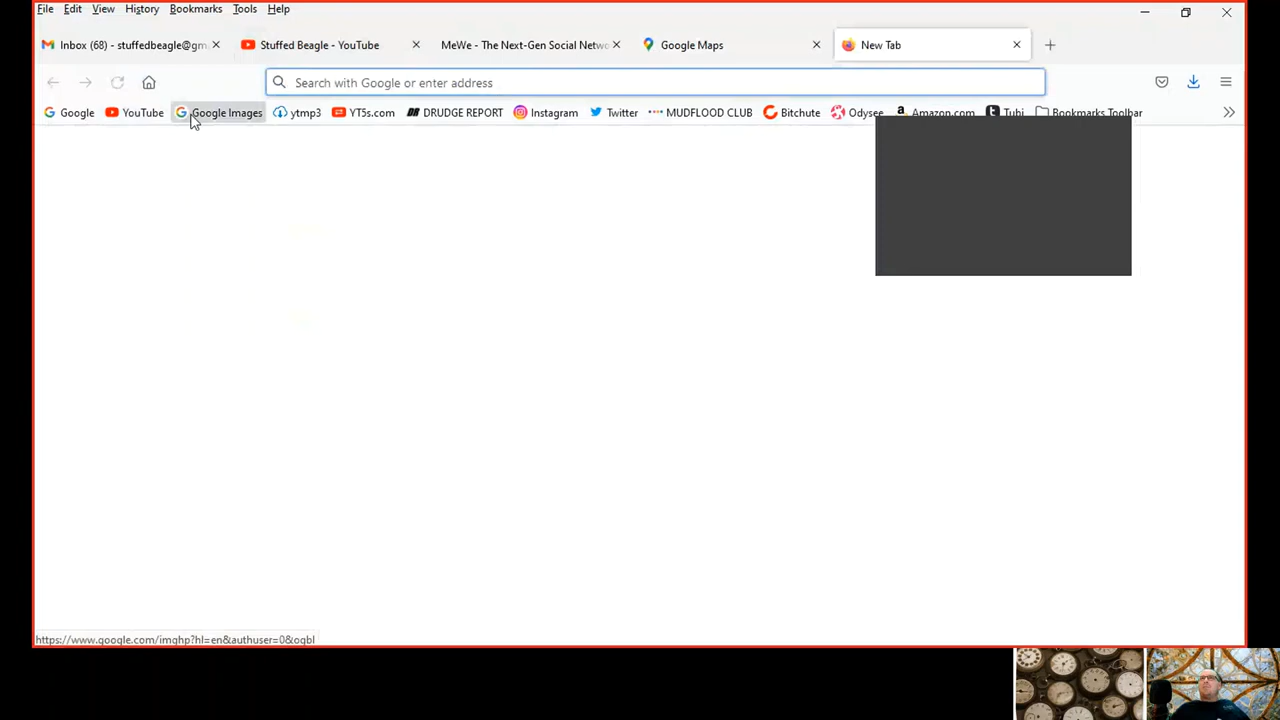 File Edit View History Bookmarks Tools Help
Inbox (68) - stuffedbeagle@gm Stuffed Beagle - YouTube MeWe - The Next-Gen Social Netwo Google Maps New Tab
Search with Google or enter address
Google YouTube Google Images ytmp3 YT5s.com DRUDGE REPORT Instagram Twitter MUDFLOOD CLUB Bitchute Odysee Amazon.com Tubi Bookmarks Toolbar
https://www.google.com/imghp?hl=en&authuser=0&ogbl